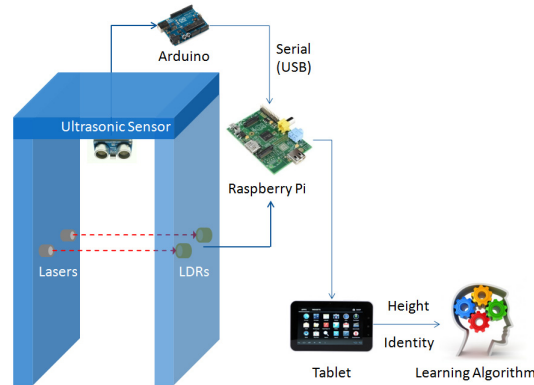 Arduino
Serial
(USB)
Ultrasonic Sensor
Raspberry Pi
Lasers
LDRs
Height
Identity
Tablet
Learning Algorithm